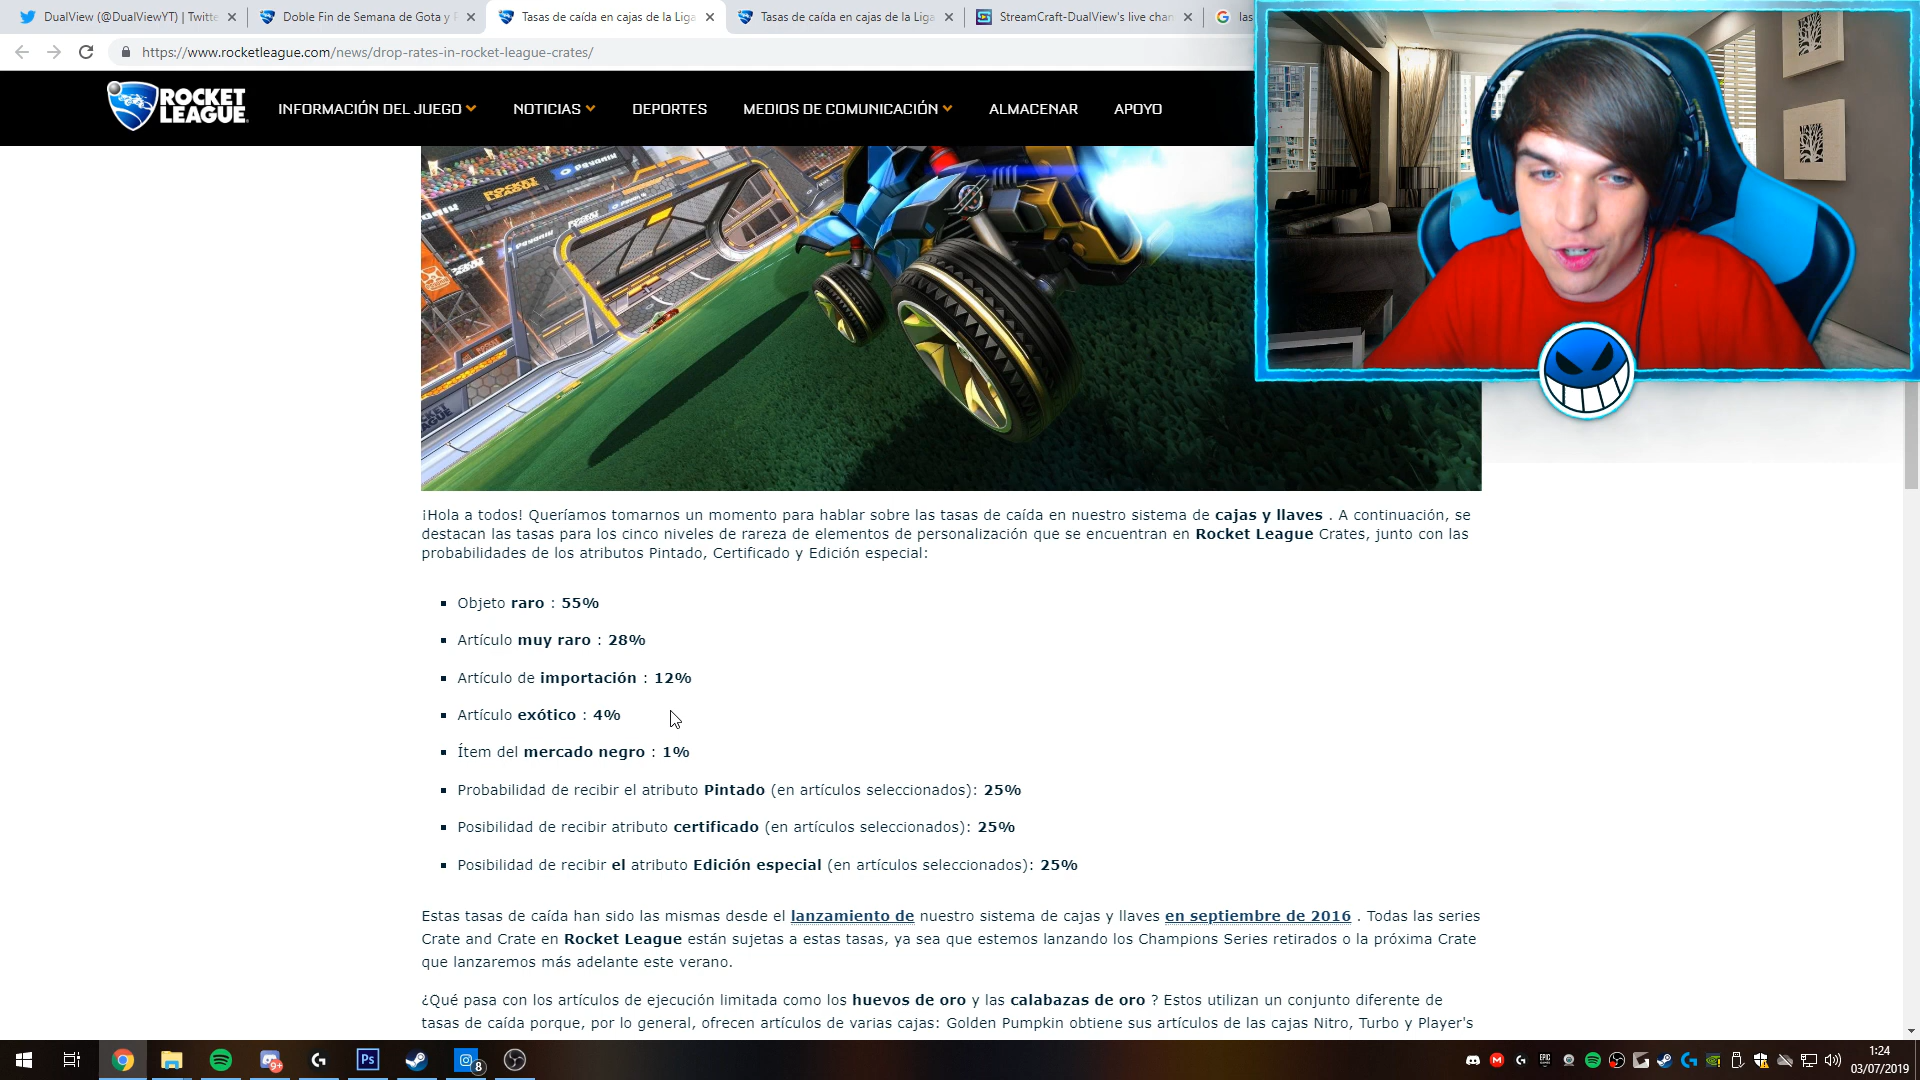 DualView (@DualViewYT) | Twitte
Doble Fin de Semana de Gota y
Tasas de caída en cajas de la Liga
Tasas de caída en cajas de la Liga
StreamCraft-DualView's live chan
las
https://www.rocketleague.com/news/drop-rates-in-rocket-league-crates/
ROCKET LEAGUE
INFORMACIÓN DEL JUEGO
NOTICIAS
DEPORTES
MEDIOS DE COMUNICACIÓN
ALMACENAR
APOYO
¡Hola a todos! Queríamos tomarnos un momento para hablar sobre las tasas de caída en nuestro sistema de cajas y llaves . A continuación, se
destacan las tasas para los cinco niveles de rareza de elementos de personalización que se encuentran en Rocket League Crates, junto con las
probabilidades de los atributos Pintado, Certificado y Edición especial:
Objeto raro : 55%
Artículo muy raro : 28%
Artículo de importación : 12%
Artículo exótico : 4%
Ítem del mercado negro : 1%
Probabilidad de recibir el atributo Pintado (en artículos seleccionados): 25%
Posibilidad de recibir atributo certificado (en artículos seleccionados): 25%
Posibilidad de recibir el atributo Edición especial (en artículos seleccionados): 25%
Estas tasas de caída han sido las mismas desde el lanzamiento de nuestro sistema de cajas y llaves en septiembre de 2016 . Todas las series
Crate and Crate en Rocket League están sujetas a estas tasas, ya sea que estemos lanzando los Champions Series retirados o la próxima Crate
que lanzaremos más adelante este verano.
¿Qué pasa con los artículos de ejecución limitada como los huevos de oro y las calabazas de oro ? Estos utilizan un conjunto diferente de
tasas de caída porque, por lo general, ofrecen artículos de varias cajas: Golden Pumpkin obtiene sus artículos de las cajas Nitro, Turbo y Player's
Ps
9+
8
1:24
03/07/2019